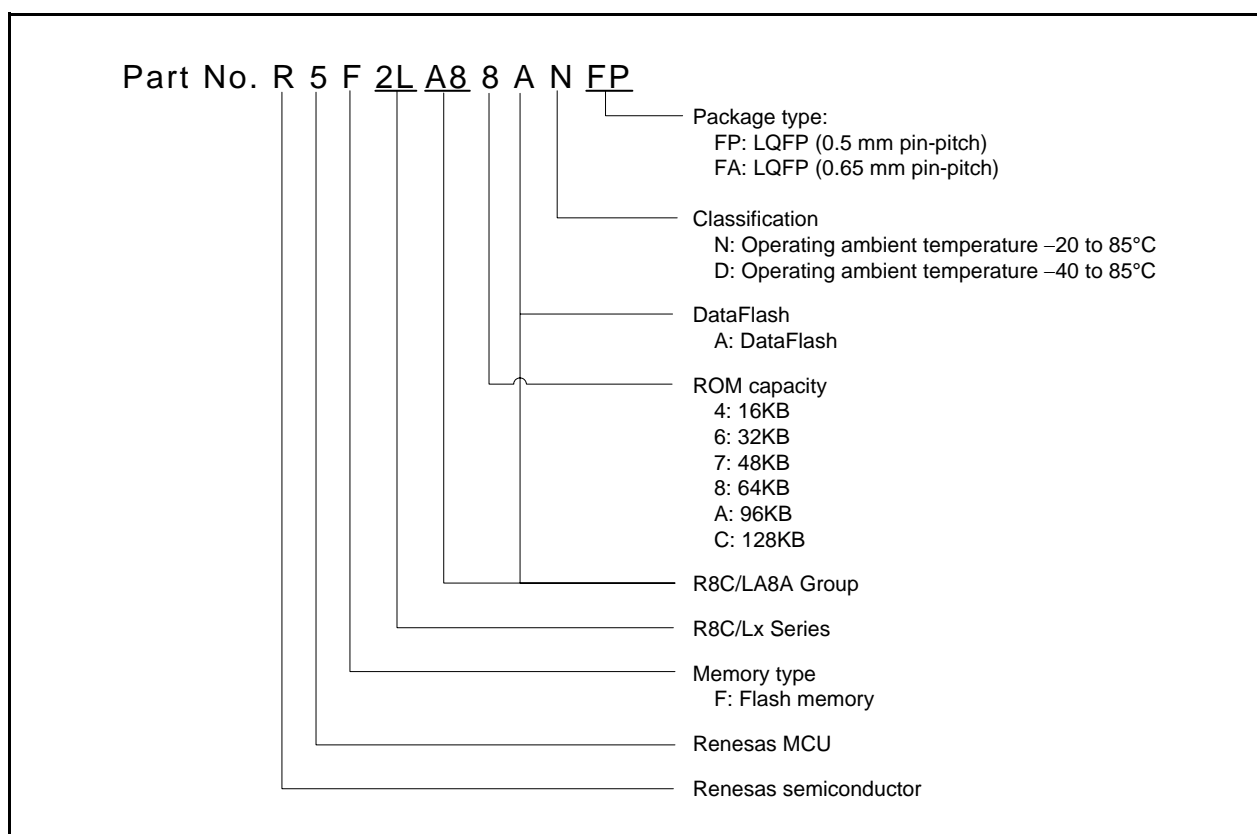 Part No. R 5 F 2L A8 8 A N FP
Package type:
FP: LQFP (0.5 mm pin-pitch)
FA: LQFP (0.65 mm pin-pitch)
Classification
N: Operating ambient temperature −20 to 85°C
D: Operating ambient temperature −40 to 85°C
DataFlash
A: DataFlash
ROM capacity
4: 16KB
6: 32KB
7: 48KB
8: 64KB
A: 96KB
C: 128KB
R8C/LA8A Group
R8C/Lx Series
Memory type
F: Flash memory
Renesas MCU
Renesas semiconductor